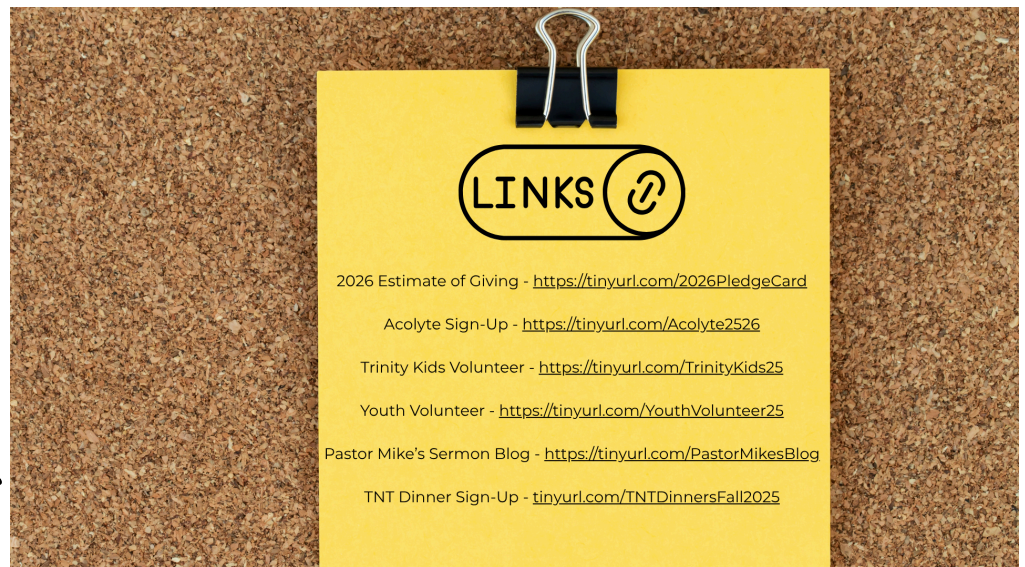 LINKS
2026 Estimate of Giving - https://tinyurl.com/2026PledgeCard
Acolyte Sign-Up - https://tinyurl.com/Acolyte2526
Trinity Kids Volunteer - https://tinyurl.com/TrinityKids25
Youth Volunteer - https://tinyurl.com/YouthVolunteer25
Pastor Mike’s Sermon Blog - https://tinyurl.com/PastorMikesBlog
TNT Dinner Sign-Up - tinyurl.com/TNTDinnersFall2025